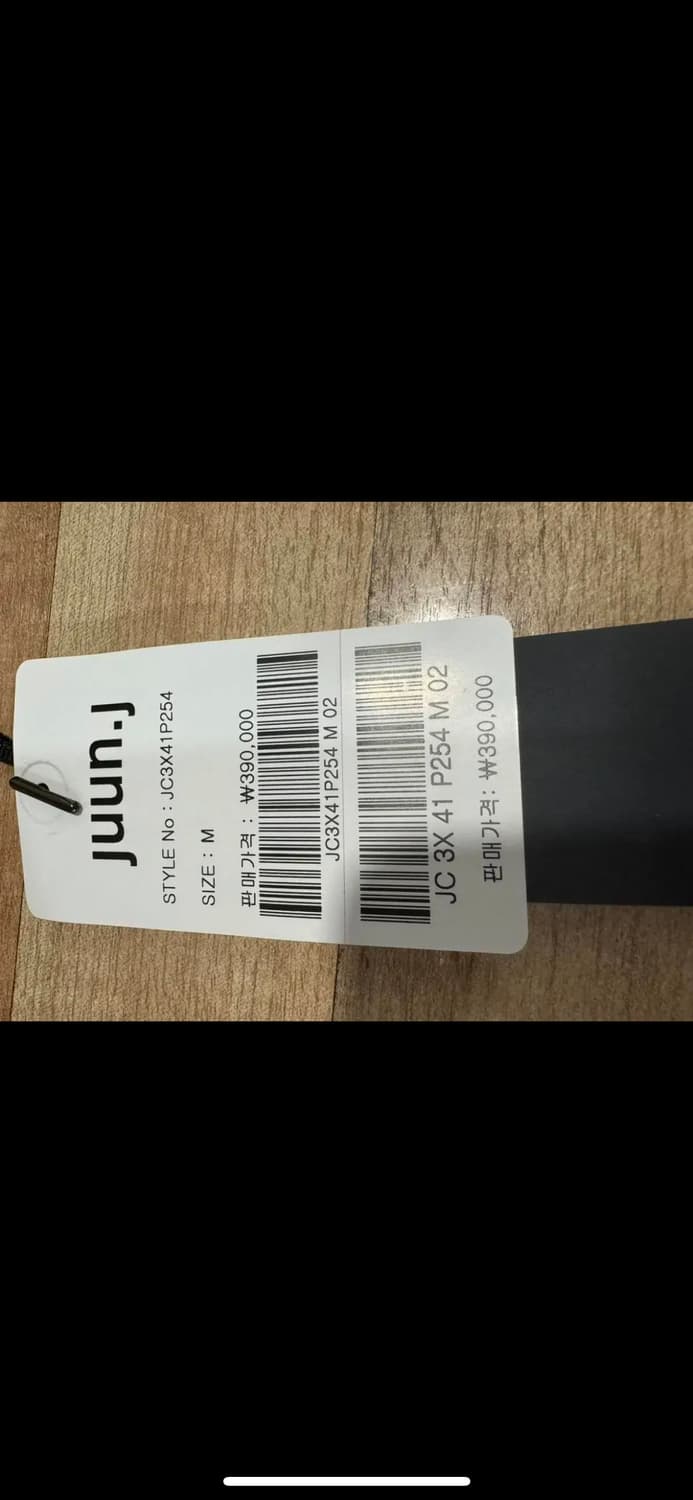 juun.j
STYLE No : JC3X41P254
SIZE : M
판매가격 : ₩390,000
JC3X41P254 M 02
JC 3X 41 P254 M 02
판매가격: ₩390,000